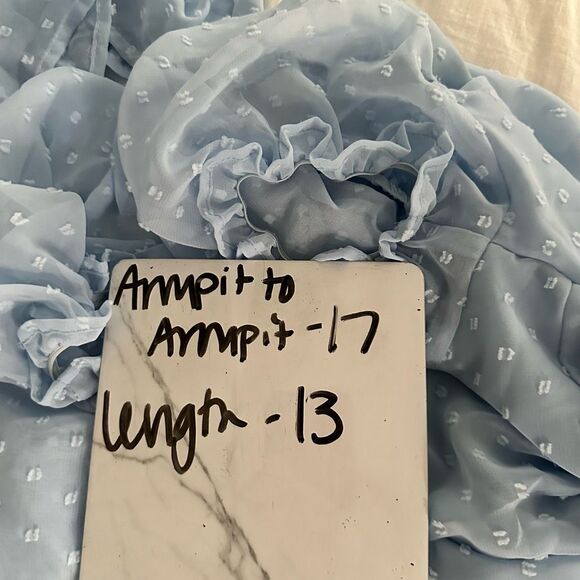 Armpit to
Armpit - 17
length - 13